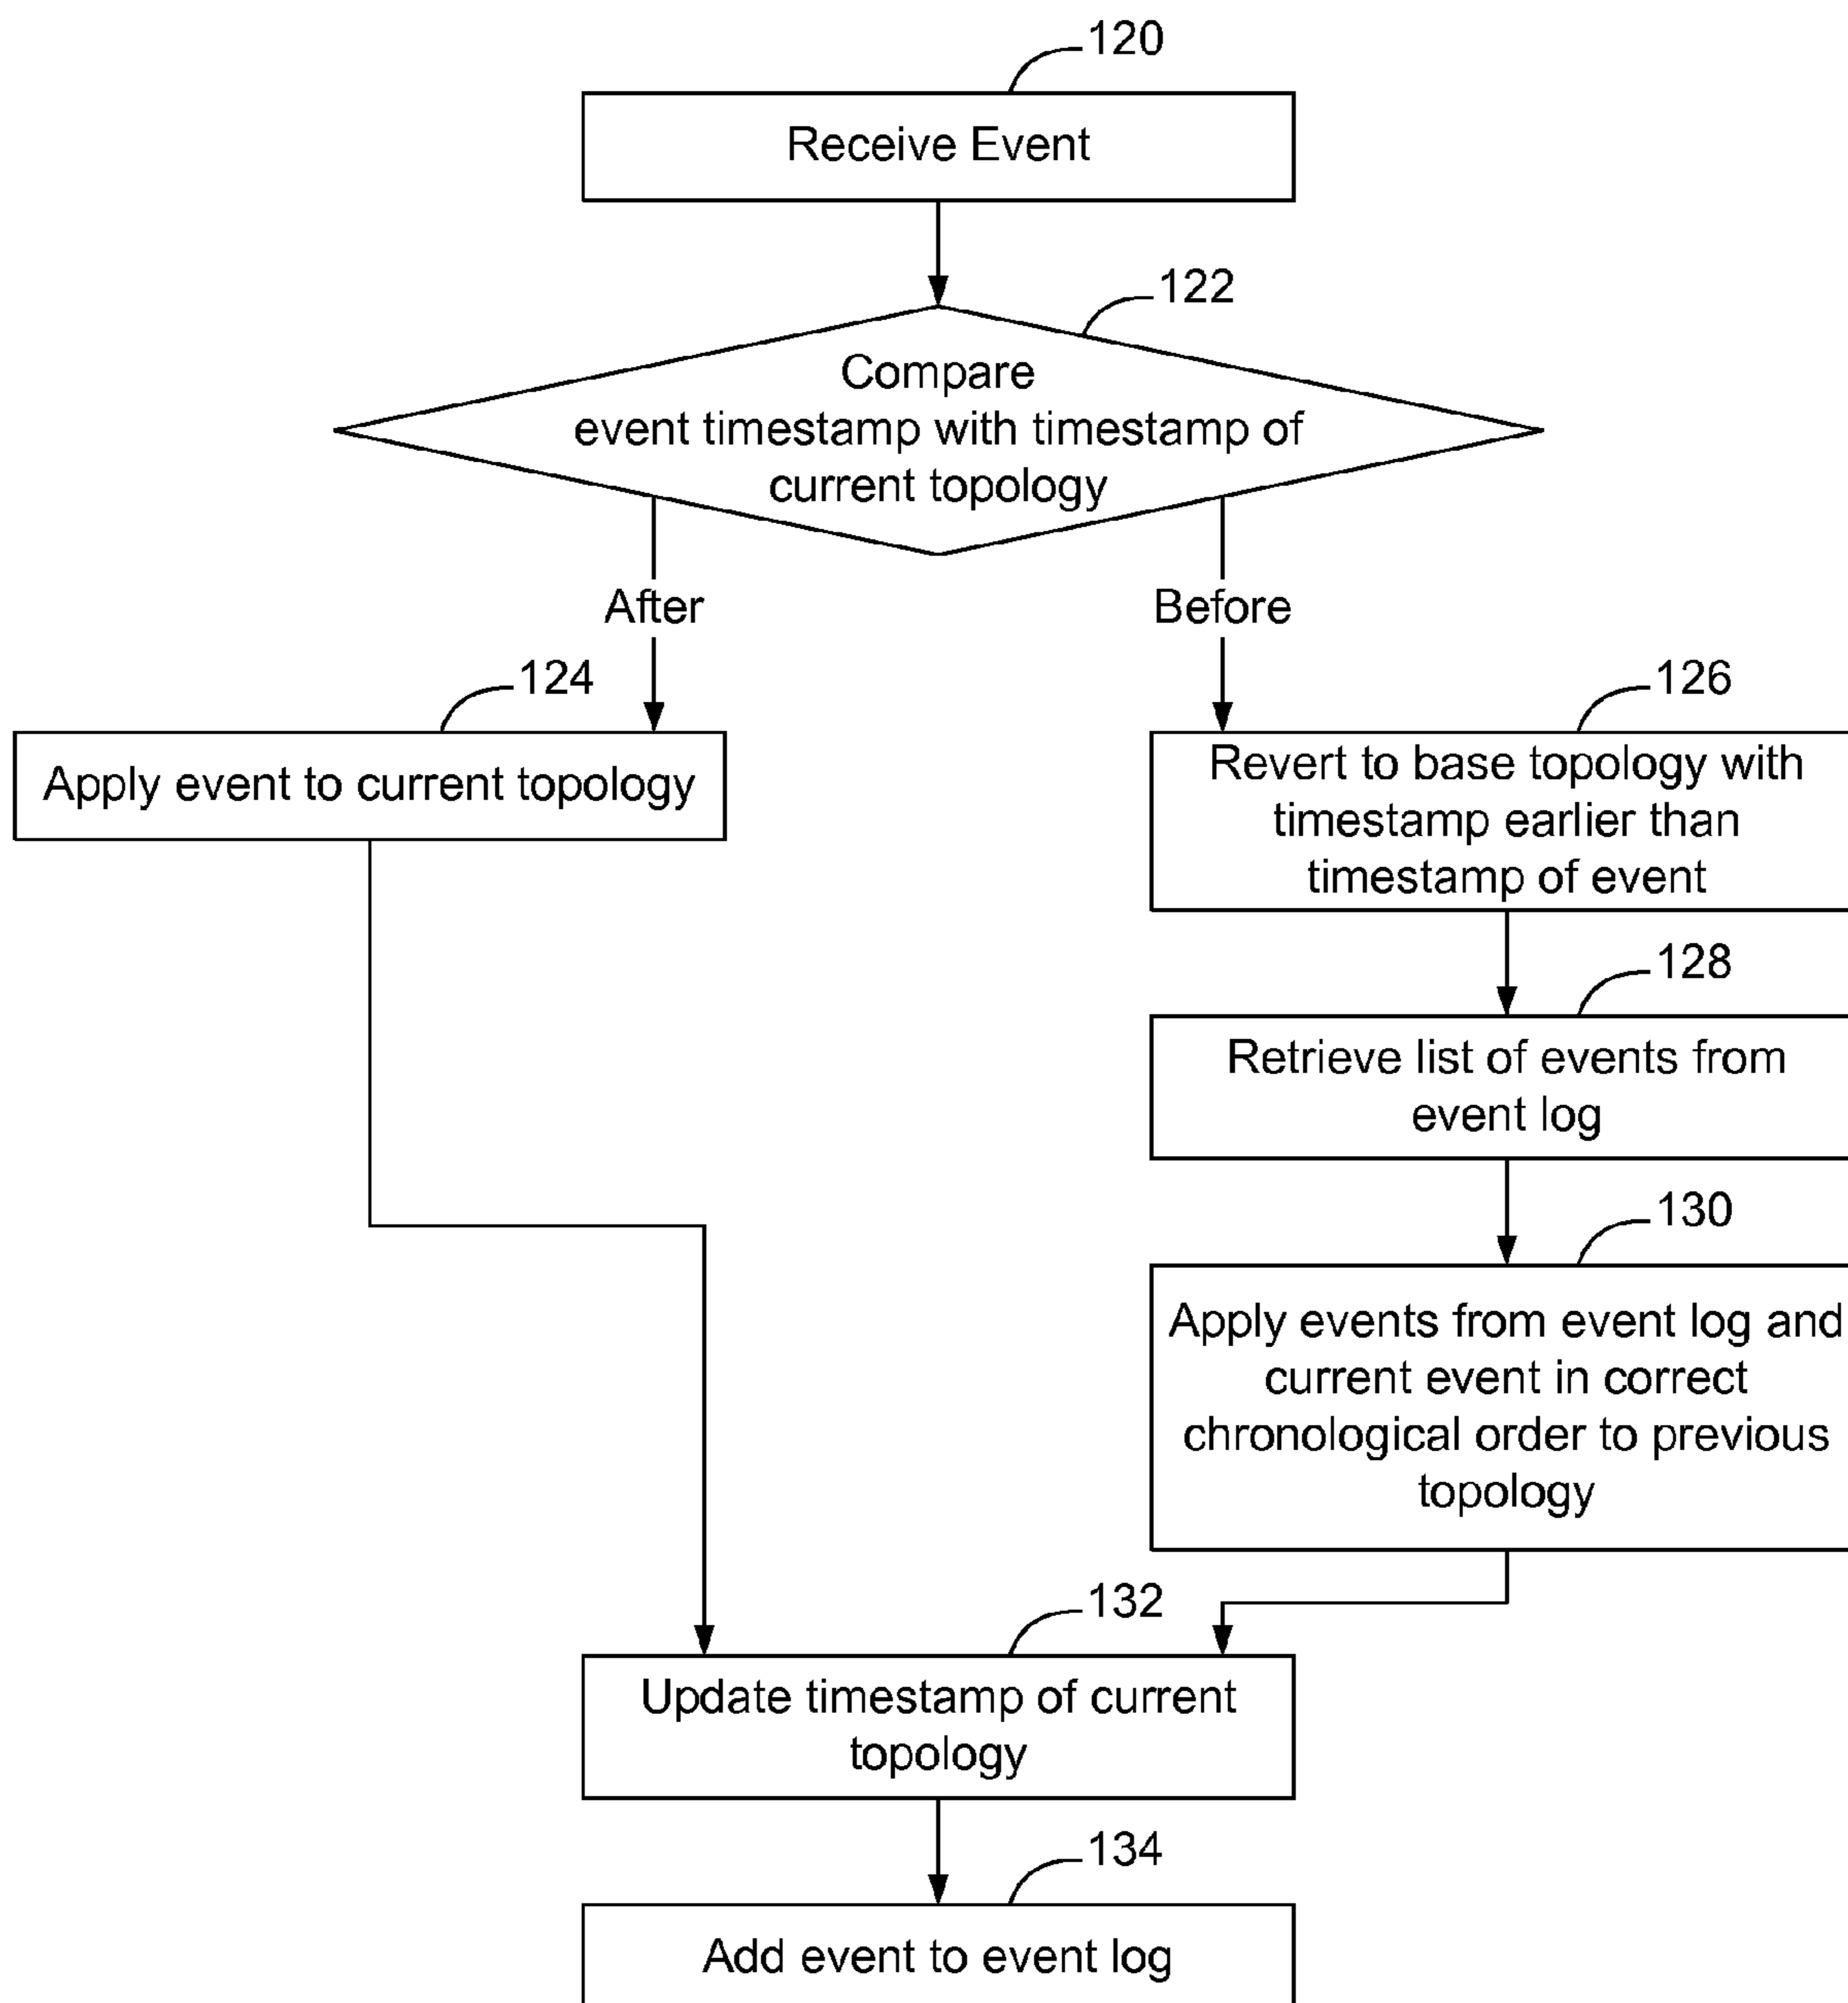 120
Receive Event
122
Compare
event timestamp with timestamp of
current topology
After
Before
124
Apply event to current topology
126
Revert to base topology with
timestamp earlier than
timestamp of event
128
Retrieve list of events from
event log
130
Apply events from event log and
current event in correct
chronological order to previous
topology
132
Update timestamp of current
topology
134
Add event to event log